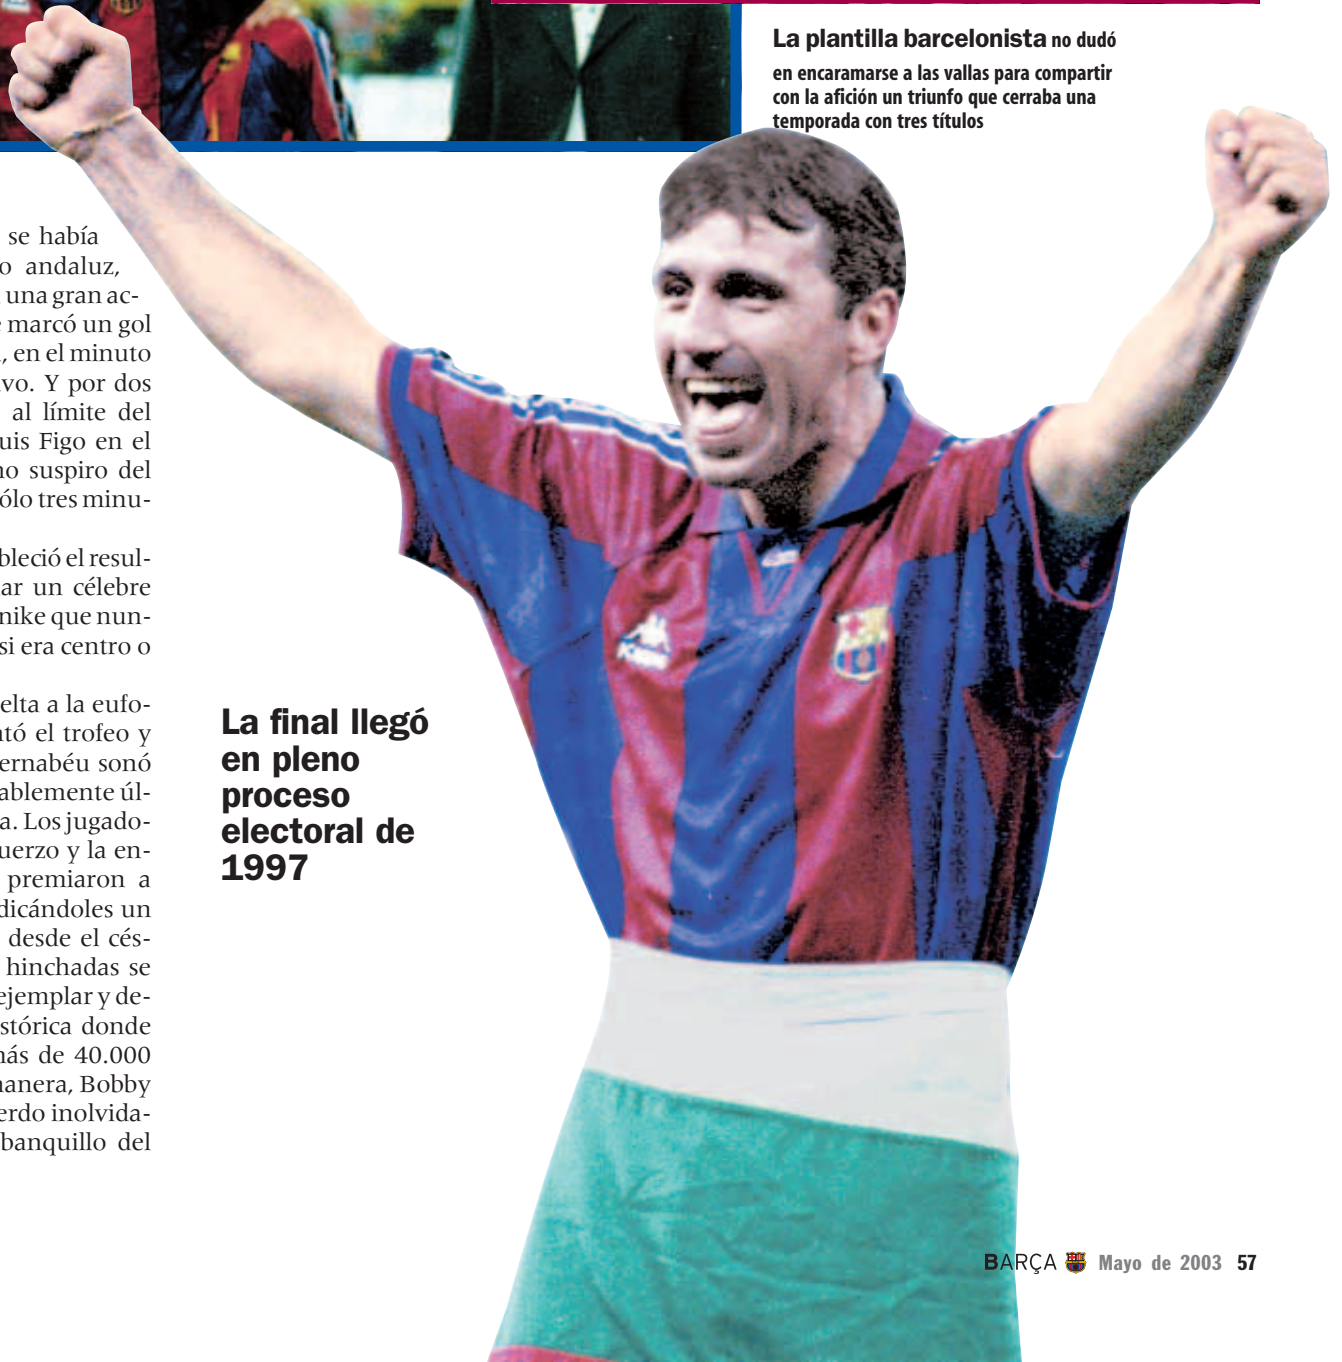 La plantilla barcelonista no dudó
en encaramarse a las vallas para compartir
con la afición un triunfo que cerraba una
temporada con tres títulos
se había
o andaluz,
una gran ac-
marcó un gol
, en el minuto
vo. Y por dos
al límite del
uis Figo en el
no suspiro del
ólo tres minu-
bleció el resul-
ar un célebre
nike que nun-
si era centro o
elta a la eufo-
tó el trofeo y
ernabéu sonó
ablemente úl-
a. Los jugado-
uerzo y la en-
premiaron a
dicándoles un
desde el cés-
hinchadas se
ejemplar y de-
stórica donde
nás de 40.000
nanera, Bobby
erdo inolvida-
banquillo del
La final llegó
en pleno
proceso
electoral de
1997
Kappa
BARÇA Mayo de 2003 57